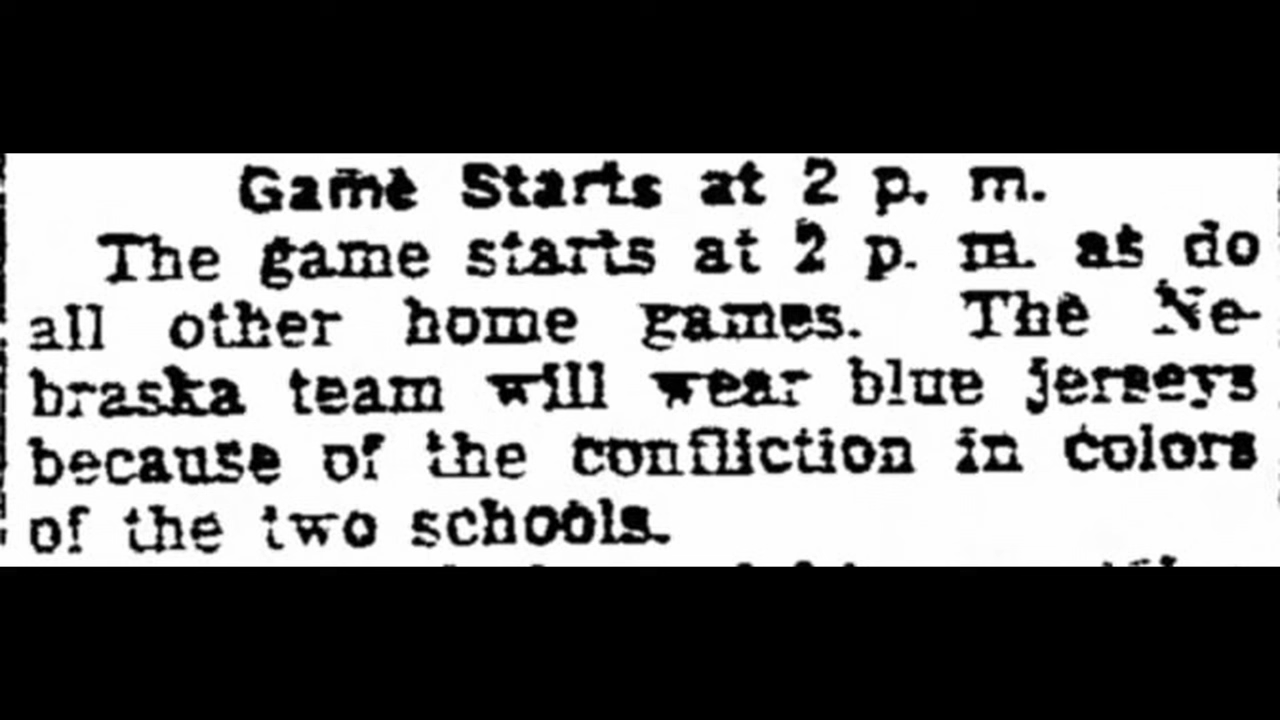 Game Starts at 2 p. m.
The game starts at 2 p. m. as do
all other home games. The Ne-
braska team will wear blue jerseys
because of the confliction in colors
of the two schools.